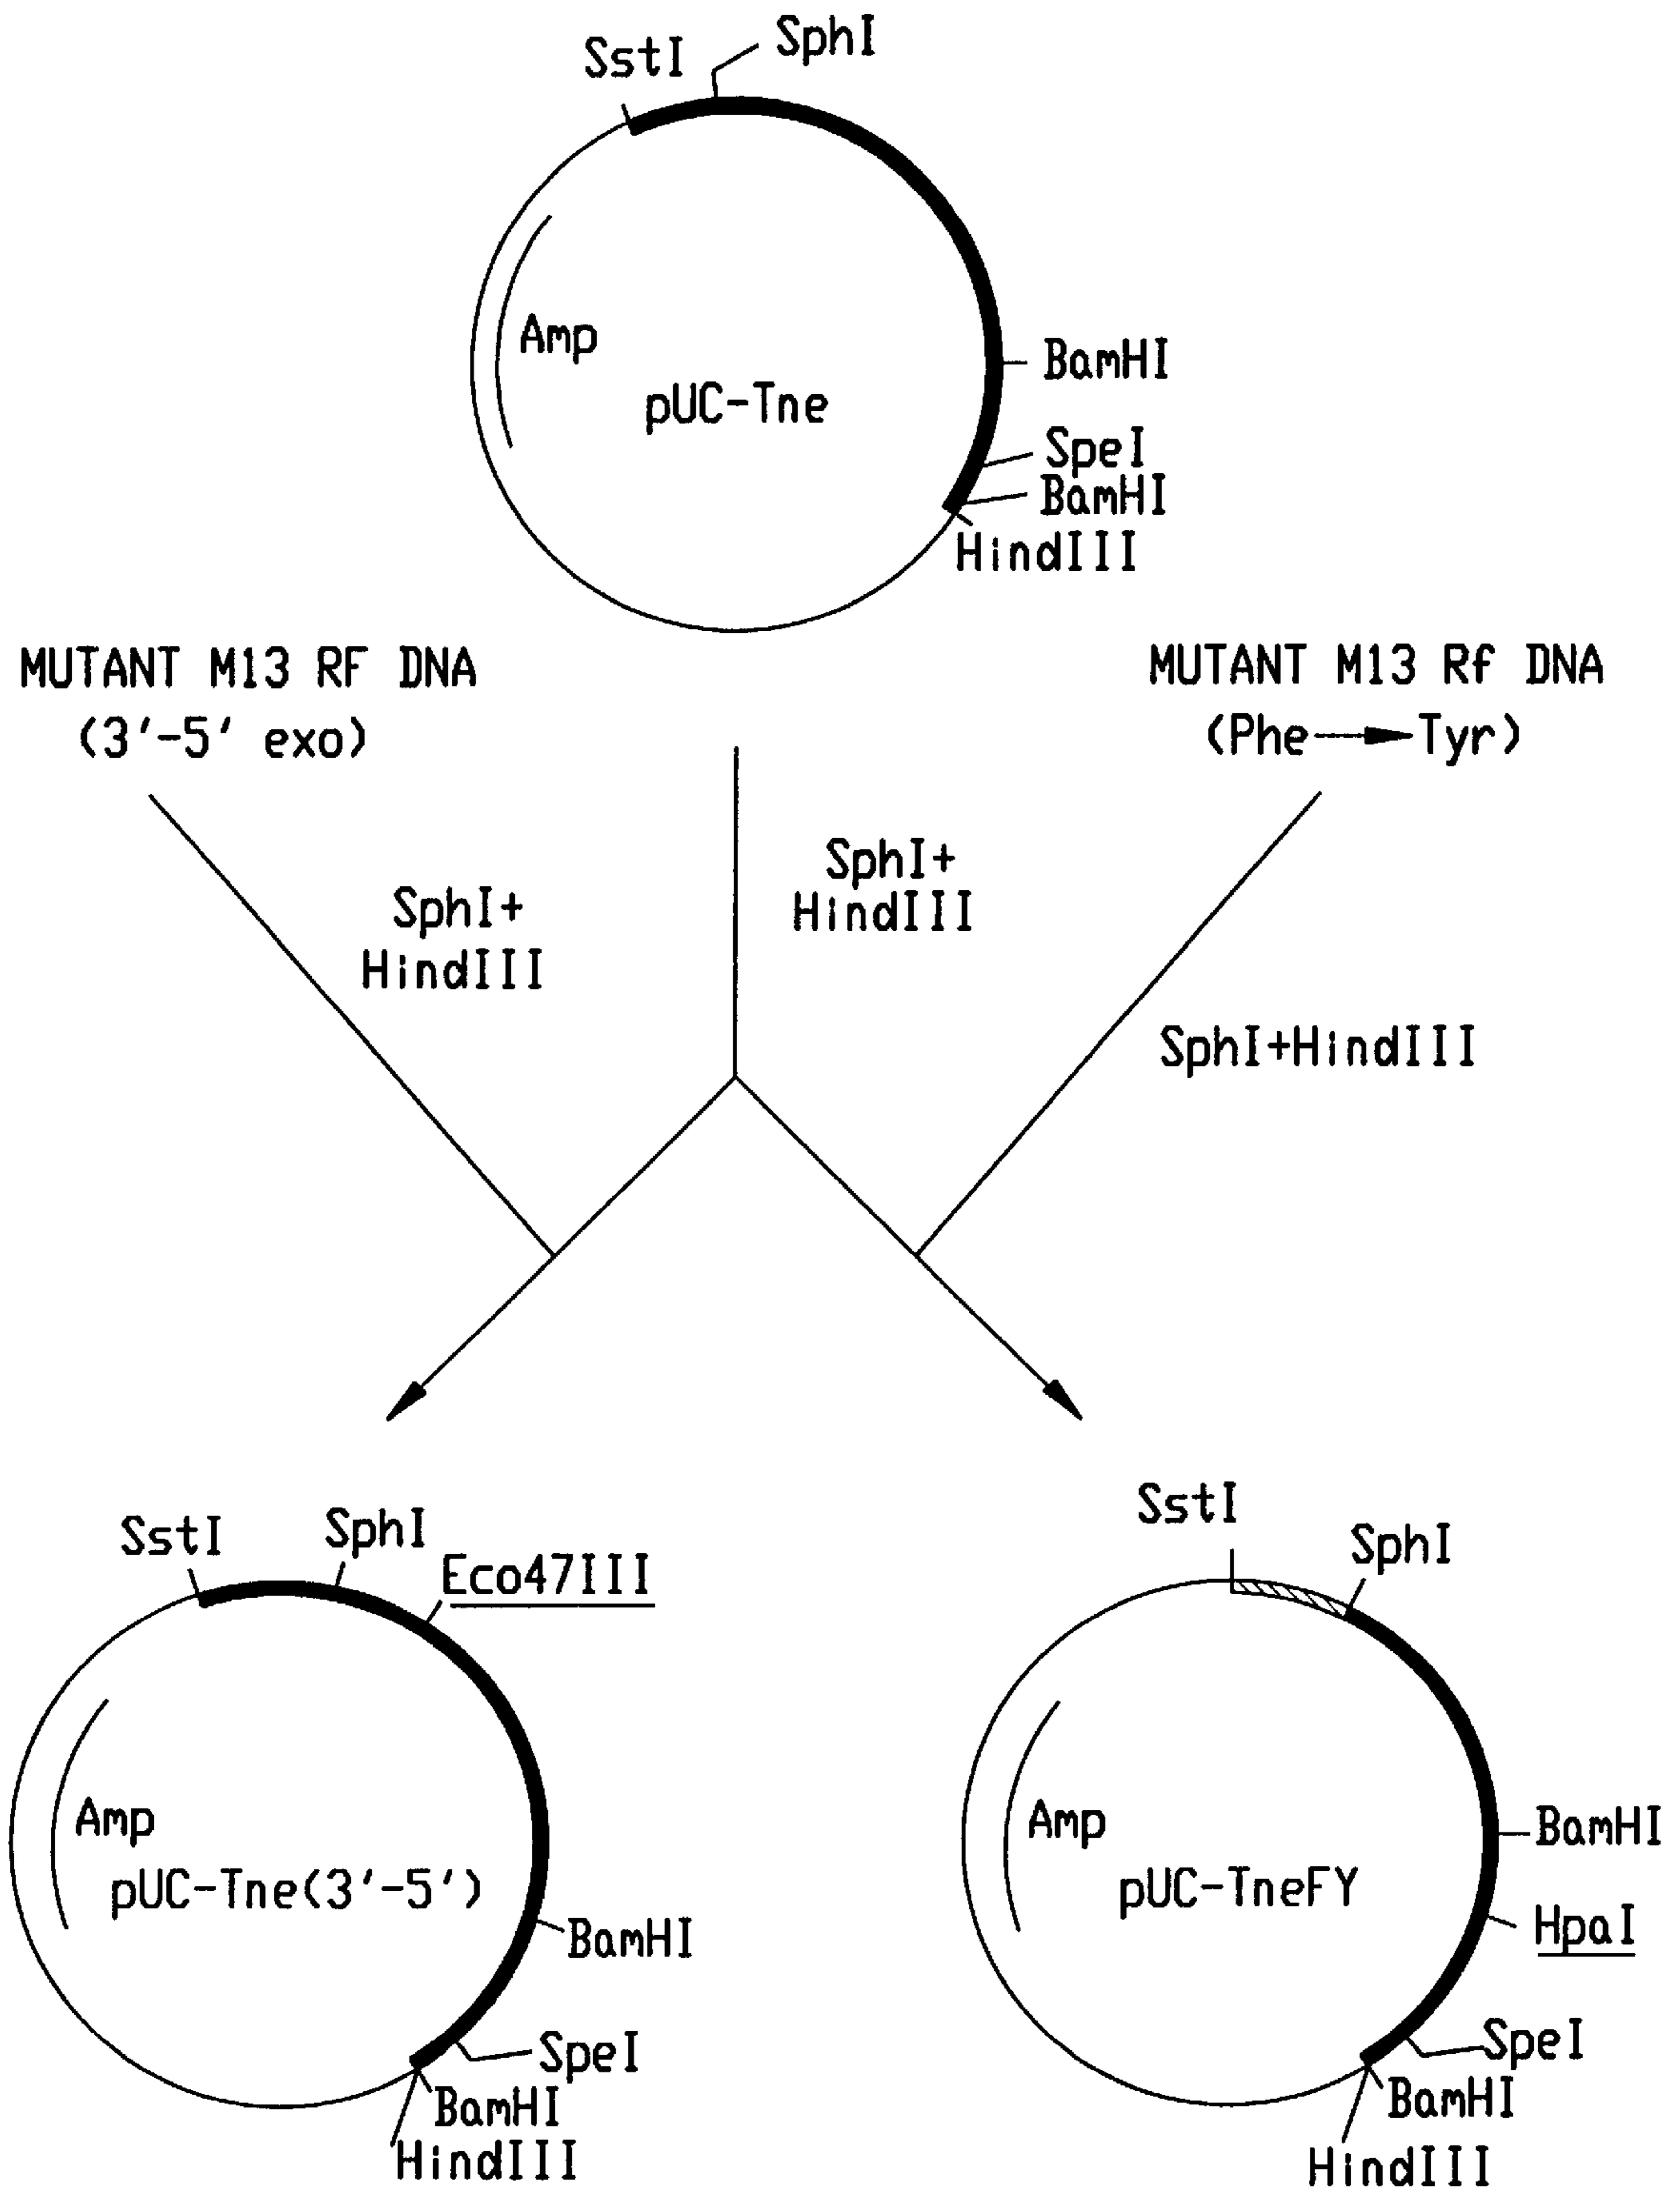 SstI
SphI
Amp
pUC-Tne
BamHI
SpeI
BamHI
HindIII
MUTANT M13 RF DNA
(3'-5' exo)
MUTANT M13 Rf DNA
(Phe→Tyr)
SphI+
HindIII
SphI+
HindIII
SphI+HindIII
SstI
SphI
Eco47III
Amp
pUC-Tne(3'-5')
BamHI
SpeI
BamHI
HindIII
SstI
SphI
Amp
pUC-TneFY
BamHI
HpaI
SpeI
BamHI
HindIII